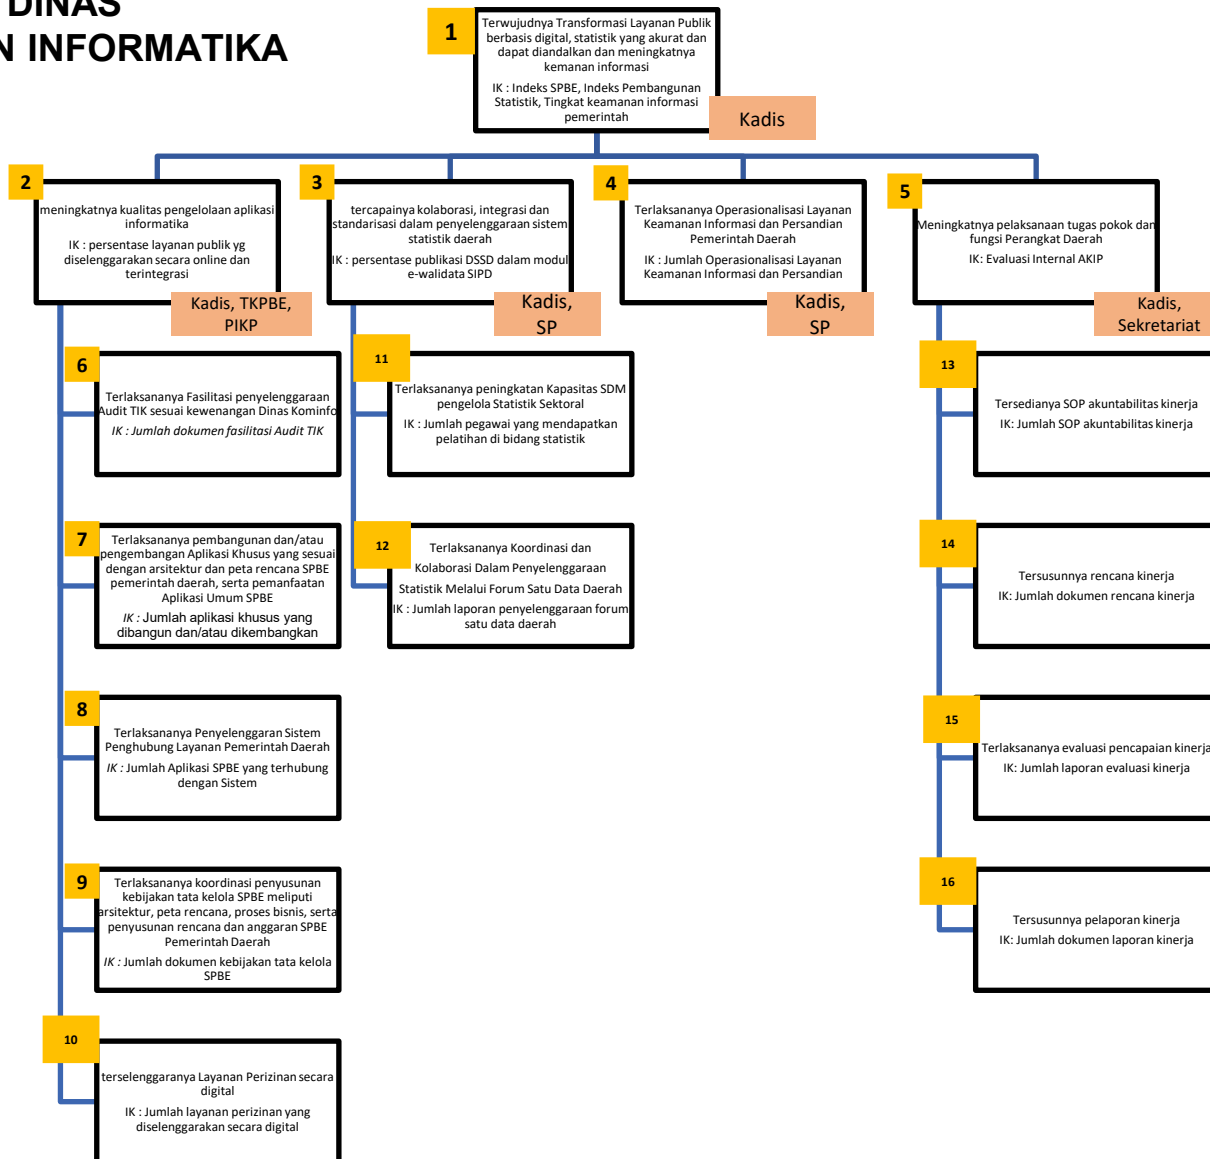 DINAS
N INFORMATIKA
1
Terwujudnya Transformasi Layanan Publik
berbasis digital, statistik yang akurat dan
dapat diandalkan dan meningkatnya
kemanan informasi
IK : Indeks SPBE, Indeks Pembangunan
Statistik, Tingkat keamanan informasi
pemerintah
Kadis
2
meningkatnya kualitas pengelolaan aplikasi
informatika
IK : persentase layanan publik yg
diselenggarakan secara online dan
terintegrasi
Kadis, TKPBE,
PIKP
3
tercapainya kolaborasi, integrasi dan
standarisasi dalam penyelenggaraan sistem
statistik daerah
IK : persentase publikasi DSSD dalam modul
e-walidata SIPD
Kadis,
SP
4
Terlaksananya Operasionalisasi Layanan
Keamanan Informasi dan Persandian
Pemerintah Daerah
IK : Jumlah Operasionalisasi Layanan
Keamanan Informasi dan Persandian
Kadis,
SP
5
Meningkatnya pelaksanaan tugas pokok dan
fungsi Perangkat Daerah
IK: Evaluasi Internal AKIP
Kadis,
Sekretariat
6
Terlaksananya Fasilitasi penyelenggaraan
Audit TIK sesuai kewenangan Dinas Kominfo
IK : Jumlah dokumen fasilitasi Audit TIK
7
Terlaksananya pembangunan dan/atau
pengembangan Aplikasi Khusus yang sesuai
dengan arsitektur dan peta rencana SPBE
pemerintah daerah, serta pemanfaatan
Aplikasi Umum SPBE
IK : Jumlah aplikasi khusus yang
dibangun dan/atau dikembangkan
8
Terlaksananya Penyelenggaran Sistem
Penghubung Layanan Pemerintah Daerah
IK : Jumlah Aplikasi SPBE yang terhubung
dengan Sistem
9
Terlaksananya koordinasi penyusunan
kebijakan tata kelola SPBE meliputi
arsitektur, peta rencana, proses bisnis, serta
penyusunan rencana dan anggaran SPBE
Pemerintah Daerah
IK : Jumlah dokumen kebijakan tata kelola
SPBE
10
terselenggaranya Layanan Perizinan secara
digital
IK : Jumlah layanan perizinan yang
diselenggarakan secara digital
11
Terlaksananya peningkatan Kapasitas SDM
pengelola Statistik Sektoral
IK : Jumlah pegawai yang mendapatkan
pelatihan di bidang statistik
12
Terlaksananya Koordinasi dan
Kolaborasi Dalam Penyelenggaraan
Statistik Melalui Forum Satu Data Daerah
IK : Jumlah laporan penyelenggaraan forum
satu data daerah
13
Tersedianya SOP akuntabilitas kinerja
IK: Jumlah SOP akuntabilitas kinerja
14
Tersusunnya rencana kinerja
IK: Jumlah dokumen rencana kinerja
15
Terlaksananya evaluasi pencapaian kinerja
IK: Jumlah laporan evaluasi kinerja
16
Tersusunnya pelaporan kinerja
IK: Jumlah dokumen laporan kinerja